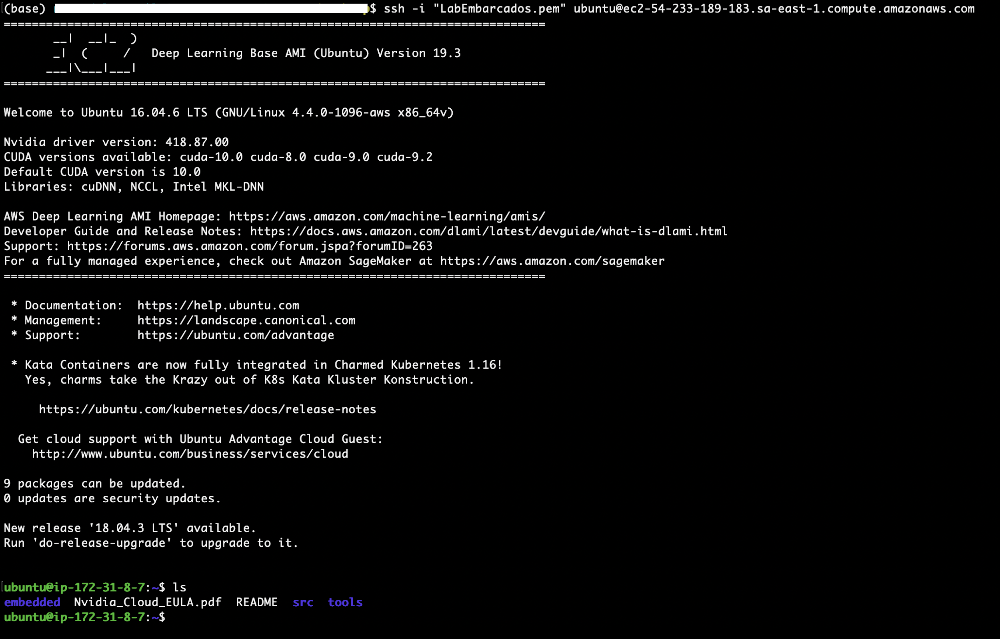 (base) $ ssh -i "LabEmbarcados.pem" ubuntu@ec2-54-233-189-183.sa-east-1.compute.amazonaws.com
=============================================================================
       __|  __|_  )
       _|  (     /   Deep Learning Base AMI (Ubuntu) Version 19.3
      ___|\___|___|
=============================================================================
Welcome to Ubuntu 16.04.6 LTS (GNU/Linux 4.4.0-1096-aws x86_64v)
Nvidia driver version: 418.87.00
CUDA versions available: cuda-10.0 cuda-8.0 cuda-9.0 cuda-9.2
Default CUDA version is 10.0
Libraries: cuDNN, NCCL, Intel MKL-DNN
AWS Deep Learning AMI Homepage: https://aws.amazon.com/machine-learning/amis/
Developer Guide and Release Notes: https://docs.aws.amazon.com/dlami/latest/devguide/what-is-dlami.html
Support: https://forums.aws.amazon.com/forum.jspa?forumID=263
For a fully managed experience, check out Amazon SageMaker at https://aws.amazon.com/sagemaker
=============================================================================
 * Documentation:  https://help.ubuntu.com
 * Management:     https://landscape.canonical.com
 * Support:        https://ubuntu.com/advantage
 * Kata Containers are now fully integrated in Charmed Kubernetes 1.16!
   Yes, charms take the Krazy out of K8s Kata Kluster Konstruction.
     https://ubuntu.com/kubernetes/docs/release-notes
  Get cloud support with Ubuntu Advantage Cloud Guest:
    http://www.ubuntu.com/business/services/cloud
9 packages can be updated.
0 updates are security updates.
New release '18.04.3 LTS' available.
Run 'do-release-upgrade' to upgrade to it.
ubuntu@ip-172-31-8-7:~$ ls
embedded  Nvidia_Cloud_EULA.pdf  README  src  tools
ubuntu@ip-172-31-8-7:~$